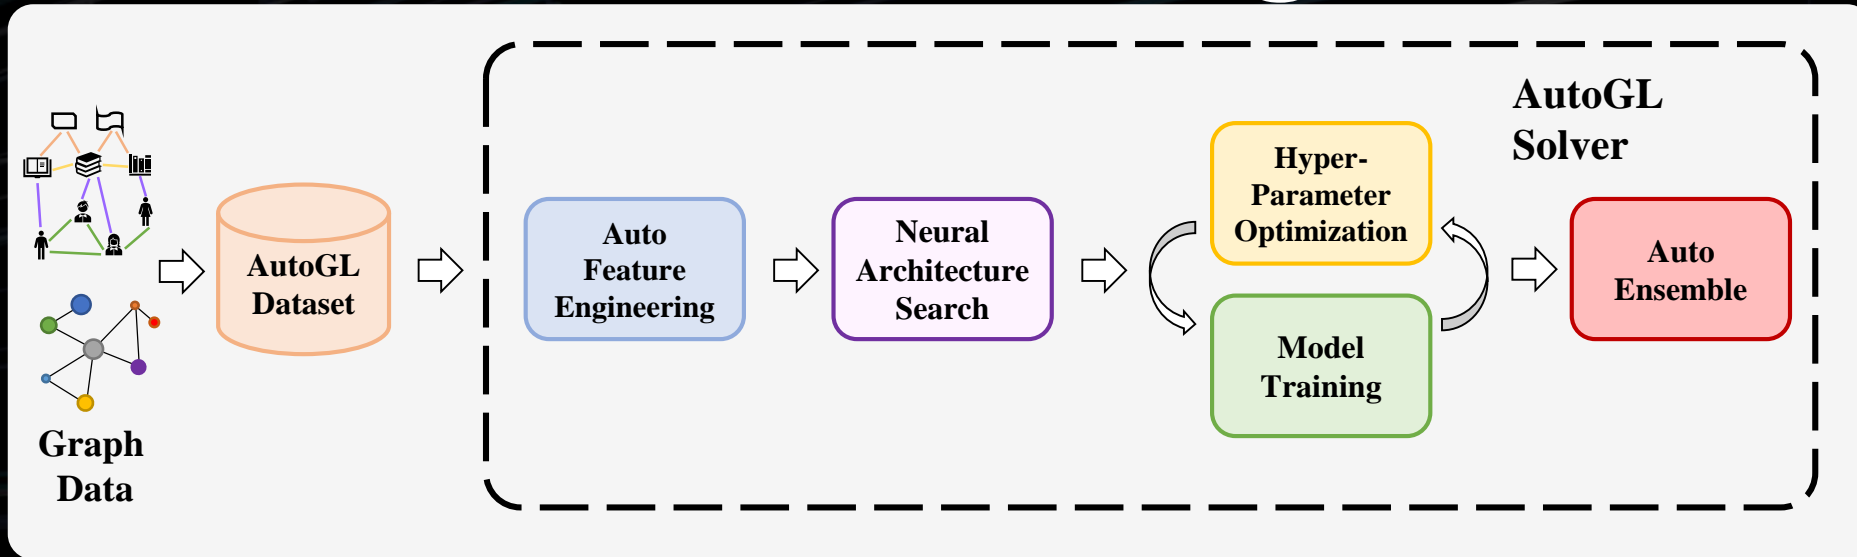 Graph
Data
AutoGL
Dataset
AutoGL
Solver
Auto
Feature
Engineering
Neural
Architecture
Search
Hyper-
Parameter
Optimization
Model
Training
Auto
Ensemble